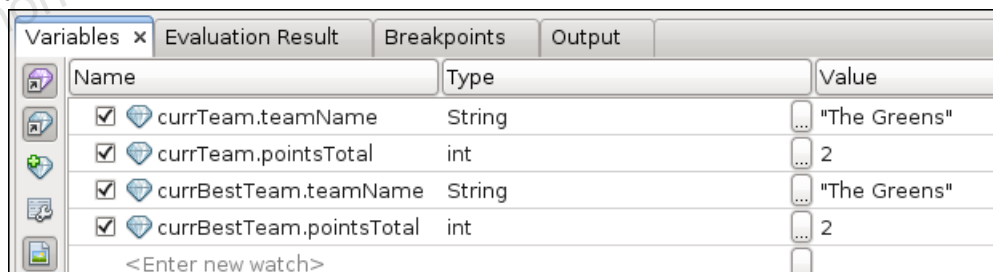 Variables × Evaluation Result Breakpoints Output
Name Type Value
currTeam.teamName String ... "The Greens"
currTeam.pointsTotal int ... 2
currBestTeam.teamName String ... "The Greens"
currBestTeam.pointsTotal int ... 2
<Enter new watch>